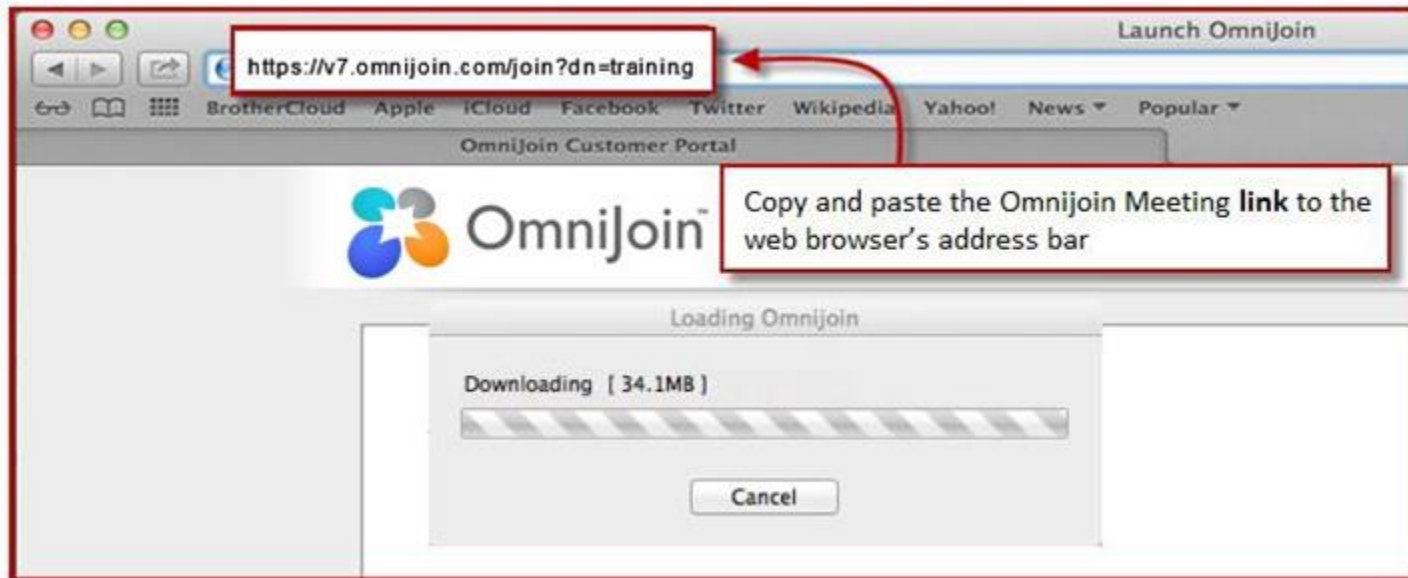 Launch OmniJoin
https://v7.omnijoin.com/join?dn=training
BrotherCloud Apple iCloud Facebook Twitter Wikipedia Yahoo! News Popular
OmniJoin Customer Portal
OmniJoin™
Copy and paste the Omnijoin Meeting link to the
web browser's address bar
Loading Omnijoin
Downloading [ 34.1MB ]
Cancel